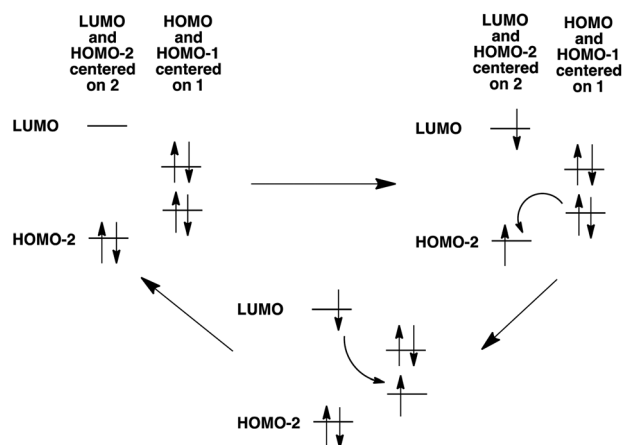 LUMO
and
HOMO-2
centered
on 2
HOMO
and
HOMO-1
centered
on 1
LUMO
HOMO-2
LUMO
and
HOMO-2
centered
on 2
HOMO
and
HOMO-1
centered
on 1
LUMO
HOMO-2
LUMO
HOMO-2